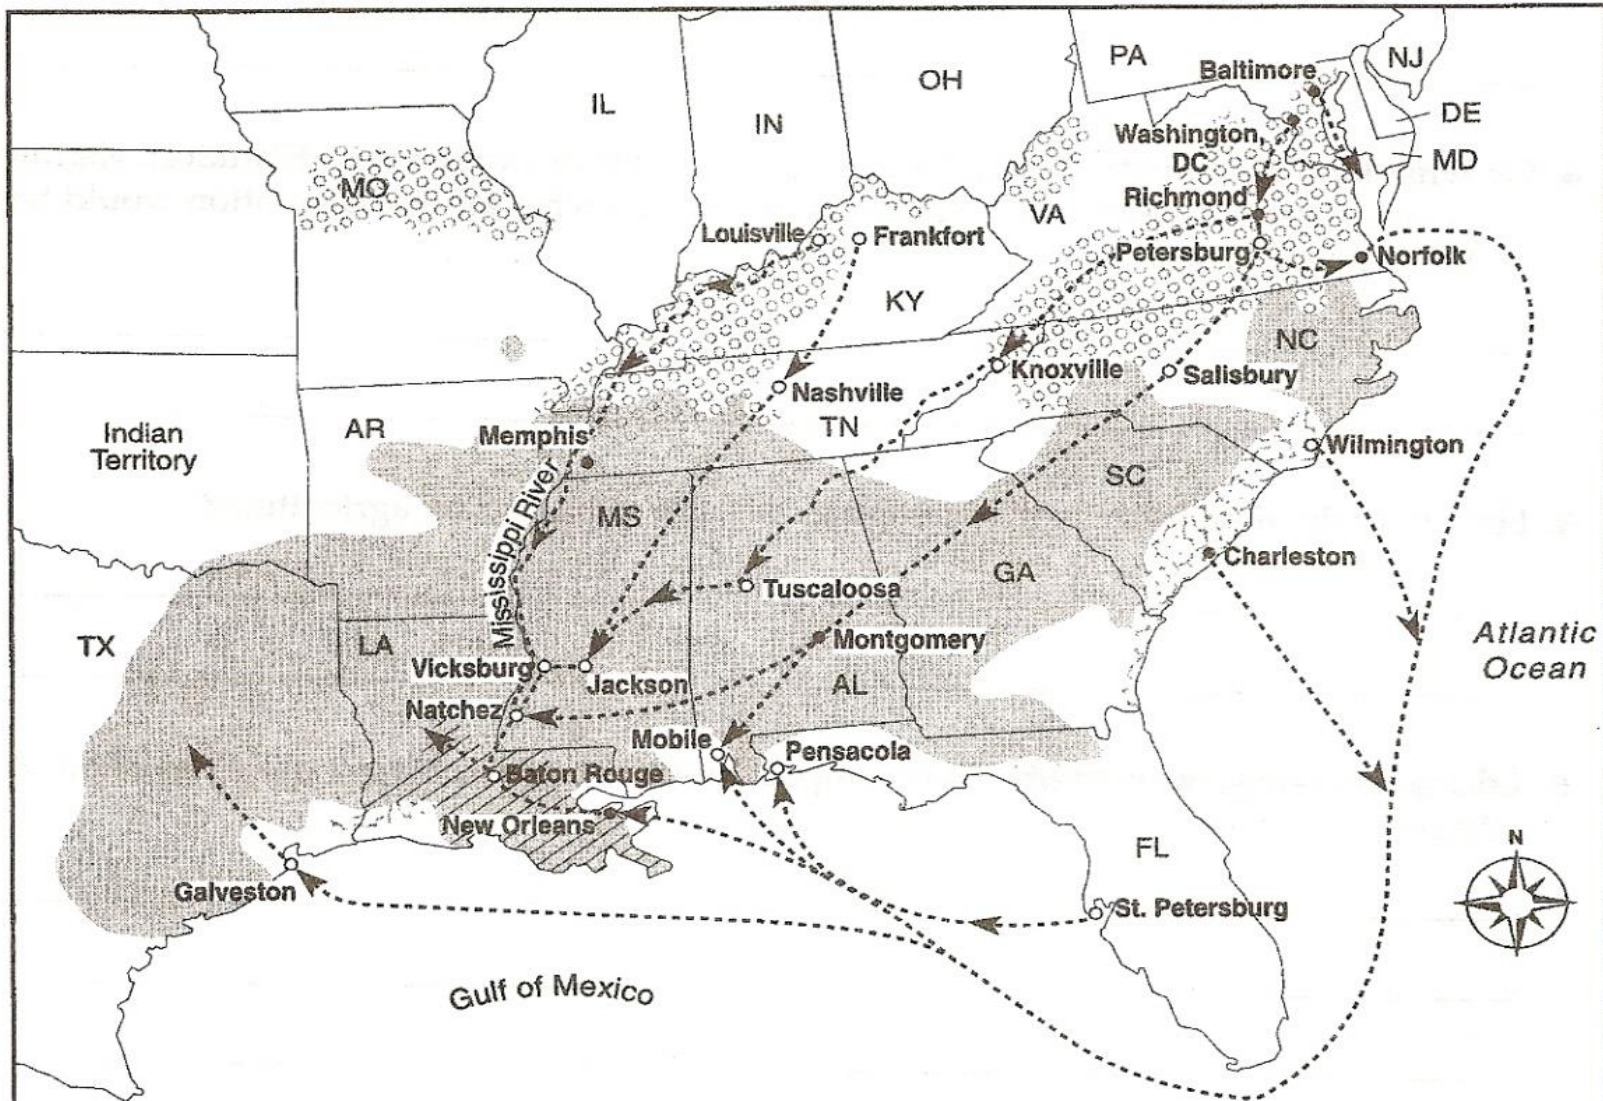 PA
NJ
OH
Baltimore
IL
IN
DE
Washington,
DC
MD
MO
Richmond
VA
Louisville
Frankfort
Petersburg
Norfolk
KY
NC
Knoxville
Salisbury
Nashville
AR
TN
Indian
Territory
Memphis
Wilmington
SC
Mississippi River
MS
Charleston
GA
Tuscaloosa
TX
LA
Montgomery
Atlantic
Ocean
Vicksburg
Jackson
AL
Natchez
Mobile
Pensacola
Baton Rouge
New Orleans
N
FL
Galveston
St. Petersburg
Gulf of Mexico